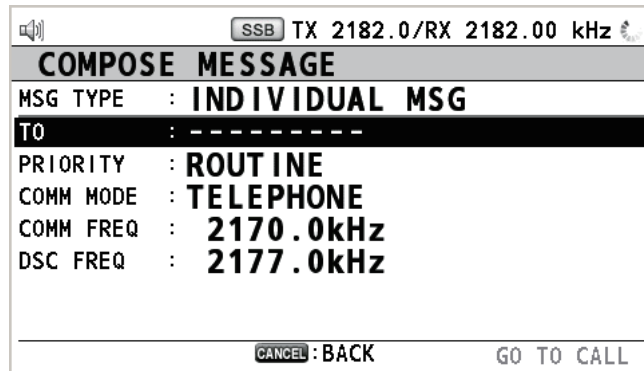 SSB TX 2182.0/RX 2182.00 kHz
COMPOSE MESSAGE
MSG TYPE : INDIVIDUAL MSG
TO : ---------
PRIORITY : ROUTINE
COMM MODE : TELEPHONE
COMM FREQ : 2170.0kHz
DSC FREQ : 2177.0kHz
CANCEL : BACK GO TO CALL